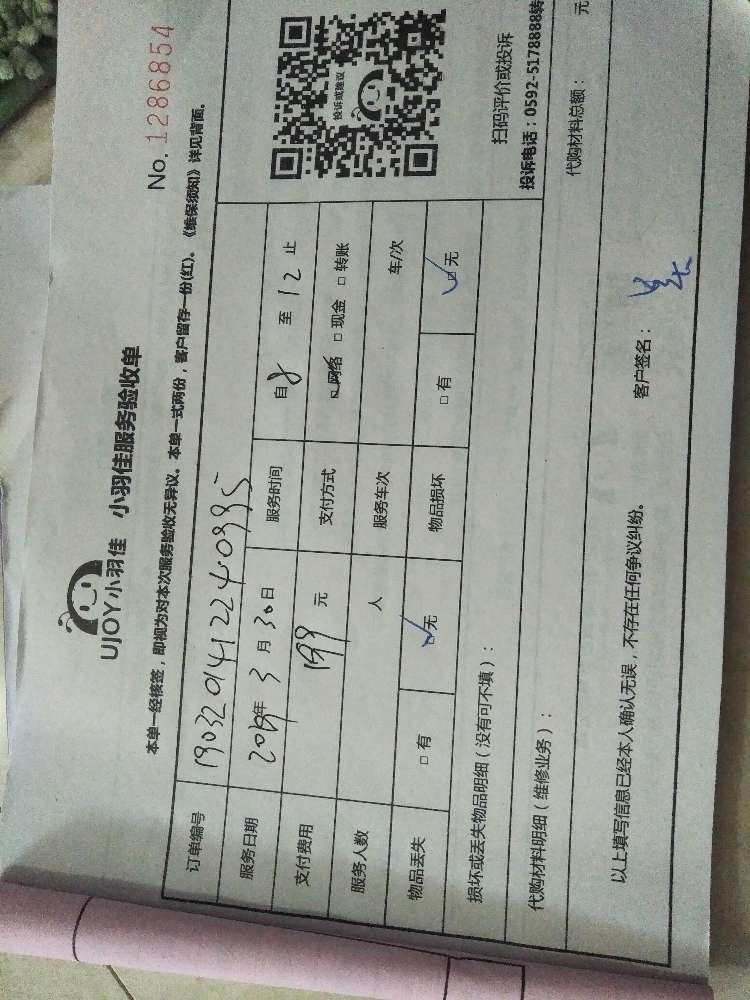 No. 1286854
UJOY小羽佳 小羽佳服务验收单
本单一经核签，即视为对本次服务验收无异议。本单一式两份，客户留存一份(红)。《维保须知》详见背面。
订单编号 1903201412240995
服务日期 2019年 3 月 30 日 服务时间 自 8 至 12 止
支付费用 199 元 支付方式 ☑网络 □现金 □转账
服务人数 人 服务车次 车/次
物品丢失 □有 ☑无 物品损坏 □有 ☑无
投诉或建议
扫码评价或投诉
投诉电话：0592-5178888转
损坏或丢失物品明细（没有可不填）：
代购材料明细（维修业务）： 代购材料总额： 元
以上填写信息已经本人确认无误，不存在任何争议纠纷。 客户签名：